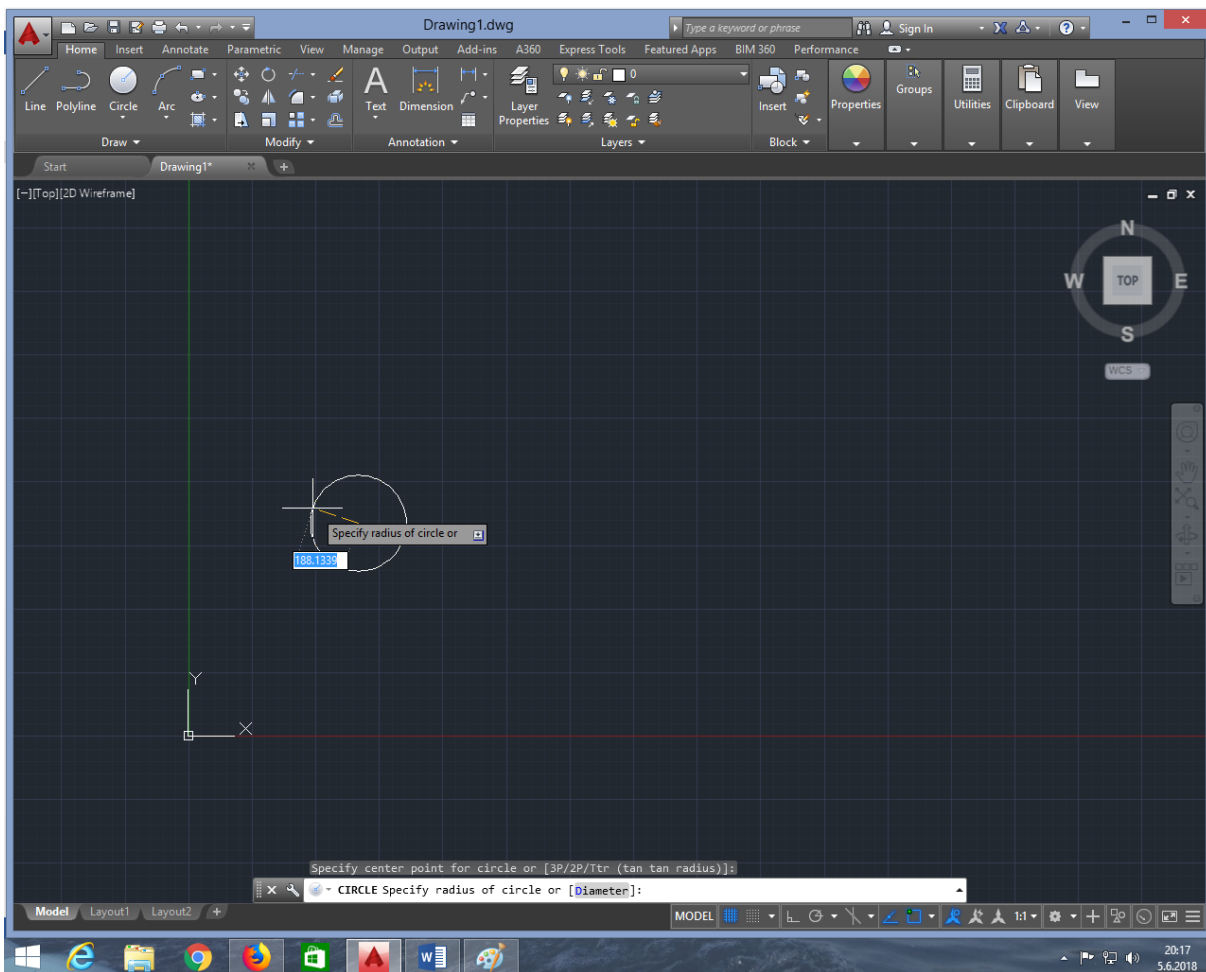 Drawing1.dwg
Type a keyword or phrase
Sign In
Home Insert Annotate Parametric View Manage Output Add-ins A360 Express Tools Featured Apps BIM 360 Performance
Line Polyline Circle Arc
Text Dimension
Layer Properties
0
Insert
Properties
Groups
Utilities
Clipboard
View
Draw Modify Annotation Layers Block
Start Drawing1* +
[−][Top][2D Wireframe]
N
W TOP E
S
WCS
Specify radius of circle or
188.1339
Y
X
Specify center point for circle or [3P/2P/Ttr (tan tan radius)]:
CIRCLE Specify radius of circle or [Diameter]:
Model Layout1 Layout2 +
MODEL 1:1
20:17
5.6.2018